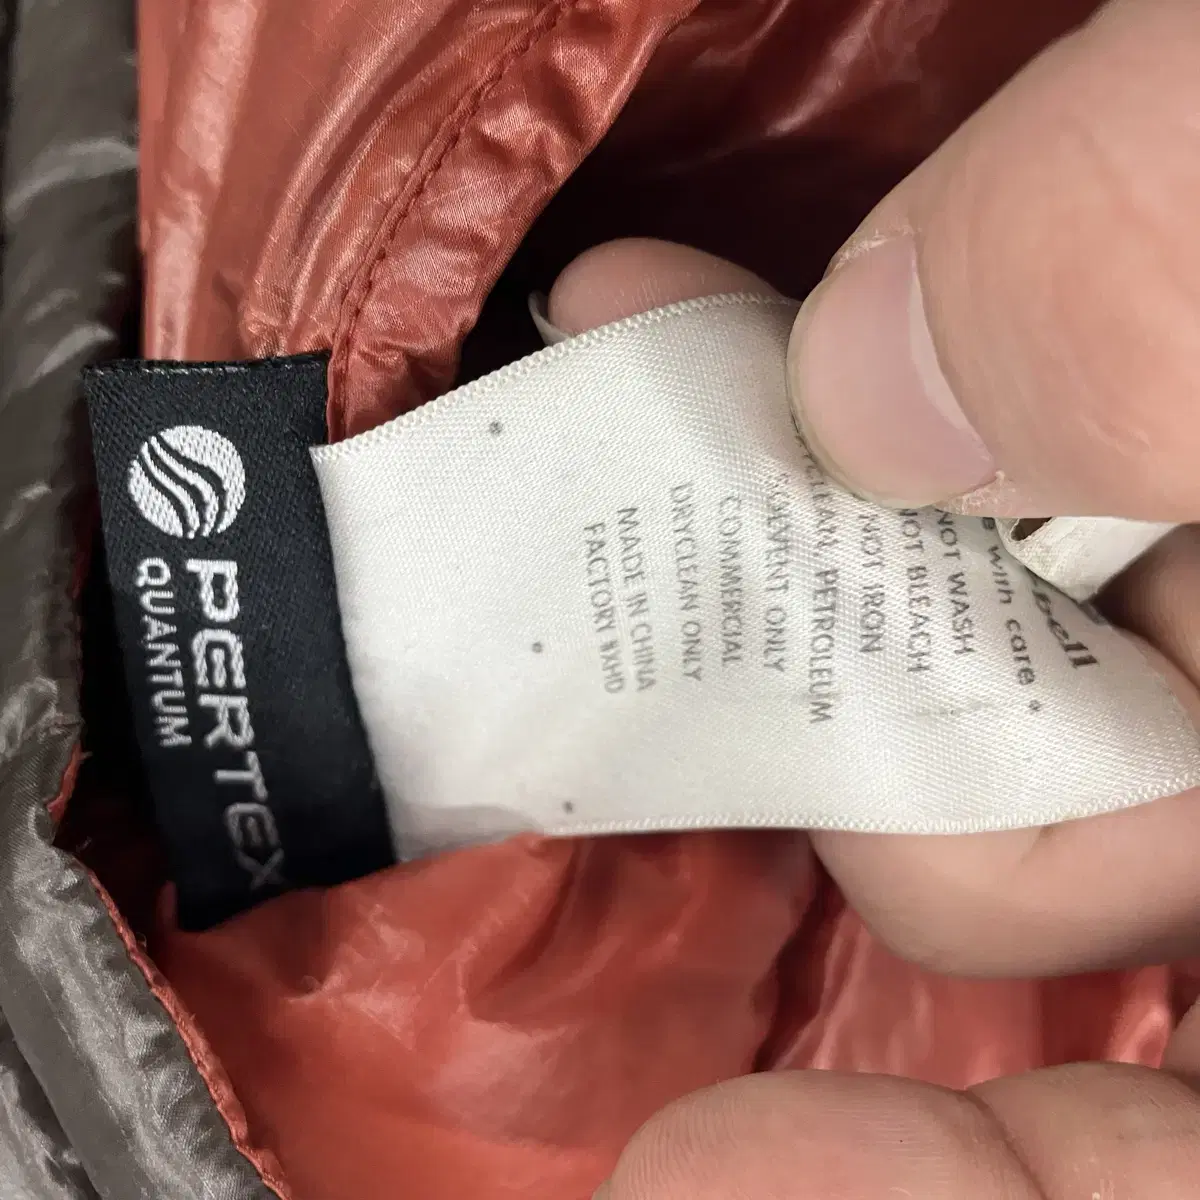 PERTEX
QUANTUM
bell
with care
NOT WASH
NOT BLEACH
NOT IRON
DRYCLEAN, PETROLEUM
SOLVENT ONLY
COMMERCIAL
DRYCLEAN ONLY
MADE IN CHINA
FACTORY